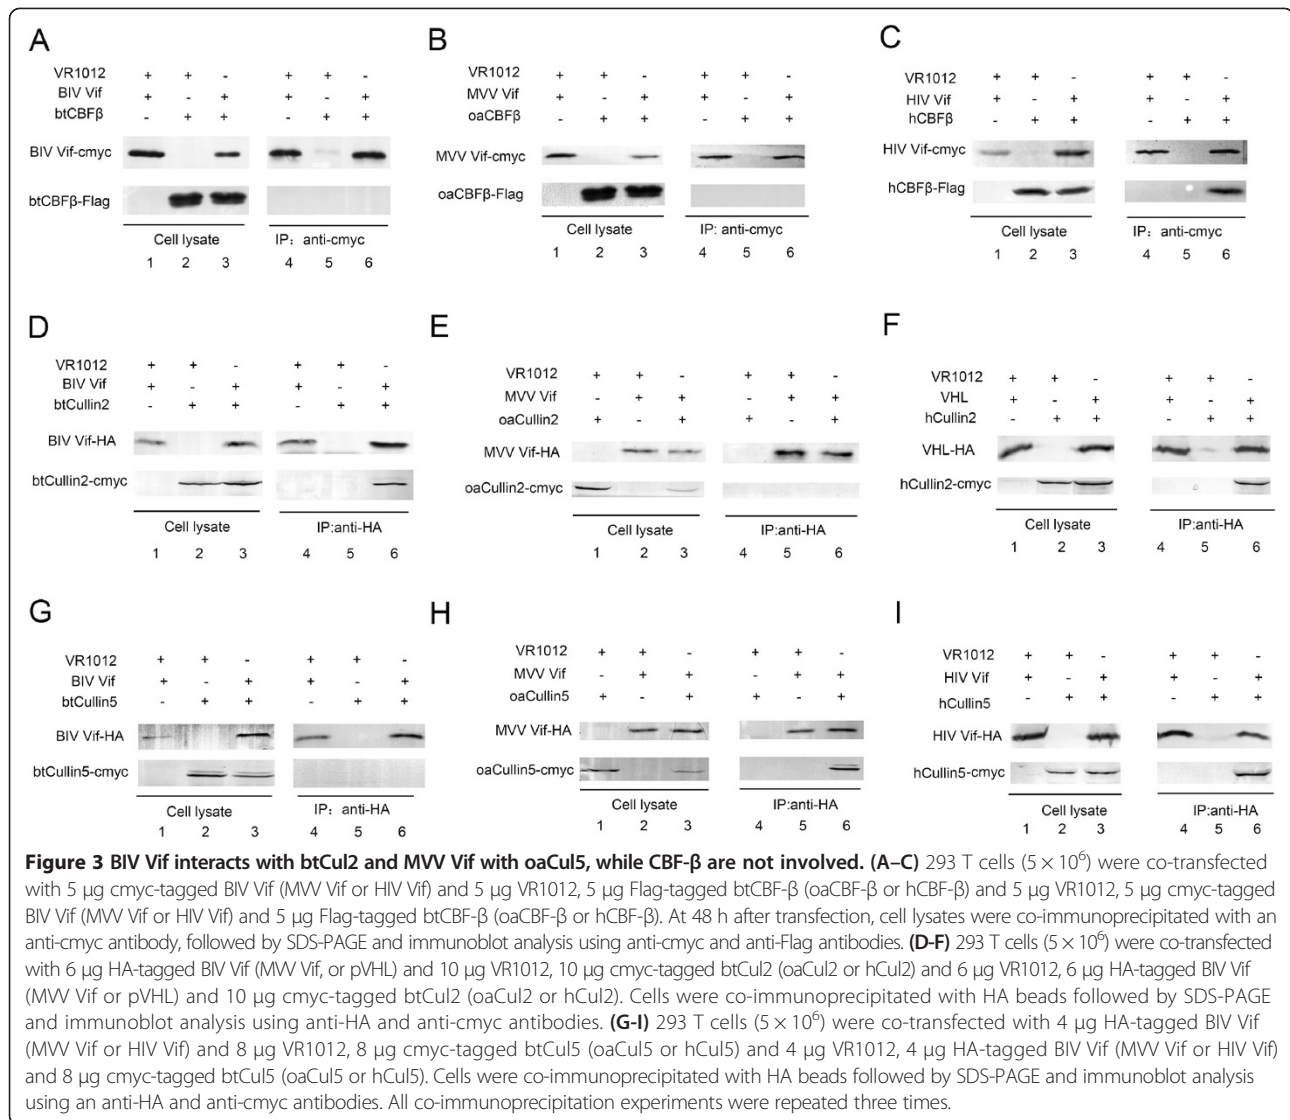 A
VR1012 + + - + + -
BIV Vif + - + + - +
btCBFβ - + + - + +
BIV Vif-cmyc
btCBFβ-Flag
Cell lysate IP: anti-cmyc
1 2 3 4 5 6
B
VR1012 + + - + + -
MVV Vif + - + + - +
oaCBFβ - + + - + +
MVV Vif-cmyc
oaCBFβ-Flag
Cell lysate IP: anti-cmyc
1 2 3 4 5 6
C
VR1012 + + - + + -
HIV Vif + - + + - +
hCBFβ - + + - + +
HIV Vif-cmyc
hCBFβ-Flag
Cell lysate IP: anti-cmyc
1 2 3 4 5 6
D
VR1012 + + - + + -
BIV Vif + - + + - +
btCullin2 - + + - + +
BIV Vif-HA
btCullin2-cmyc
Cell lysate IP:anti-HA
1 2 3 4 5 6
E
VR1012 + + - + + -
MVV Vif - + + - + +
oaCullin2 + - + + - +
MVV Vif-HA
oaCullin2-cmyc
Cell lysate IP:anti-HA
1 2 3 4 5 6
F
VR1012 + + - + + -
VHL + - + + - +
hCullin2 - + + - + +
VHL-HA
hCullin2-cmyc
Cell lysate IP:anti-HA
1 2 3 4 5 6
G
VR1012 + + - + + -
BIV Vif + - + + - +
btCullin5 - + + - + +
BIV Vif-HA
btCullin5-cmyc
Cell lysate IP: anti-HA
1 2 3 4 5 6
H
VR1012 + + - + + -
MVV Vif - + + - + +
oaCullin5 + - + + - +
MVV Vif-HA
oaCullin5-cmyc
Cell lysate IP:anti-HA
1 2 3 4 5 6
I
VR1012 + + - + + -
HIV Vif + - + + - +
hCullin5 - + + - + +
HIV Vif-HA
hCullin5-cmyc
Cell lysate IP:anti-HA
1 2 3 4 5 6
Figure 3 BIV Vif interacts with btCul2 and MVV Vif with oaCul5, while CBF-β are not involved. (A–C) 293 T cells (5 × 10⁶) were co-transfected
with 5 μg cmyc-tagged BIV Vif (MVV Vif or HIV Vif) and 5 μg VR1012, 5 μg Flag-tagged btCBF-β (oaCBF-β or hCBF-β) and 5 μg VR1012, 5 μg cmyc-tagged
BIV Vif (MVV Vif or HIV Vif) and 5 μg Flag-tagged btCBF-β (oaCBF-β or hCBF-β). At 48 h after transfection, cell lysates were co-immunoprecipitated with an
anti-cmyc antibody, followed by SDS-PAGE and immunoblot analysis using anti-cmyc and anti-Flag antibodies. (D-F) 293 T cells (5 × 10⁶) were co-transfected
with 6 μg HA-tagged BIV Vif (MVV Vif, or pVHL) and 10 μg VR1012, 10 μg cmyc-tagged btCul2 (oaCul2 or hCul2) and 6 μg VR1012, 6 μg HA-tagged BIV Vif
(MVV Vif or pVHL) and 10 μg cmyc-tagged btCul2 (oaCul2 or hCul2). Cells were co-immunoprecipitated with HA beads followed by SDS-PAGE
and immunoblot analysis using anti-HA and anti-cmyc antibodies. (G-I) 293 T cells (5 × 10⁶) were co-transfected with 4 μg HA-tagged BIV Vif
(MVV Vif or HIV Vif) and 8 μg VR1012, 8 μg cmyc-tagged btCul5 (oaCul5 or hCul5) and 4 μg VR1012, 4 μg HA-tagged BIV Vif (MVV Vif or HIV Vif)
and 8 μg cmyc-tagged btCul5 (oaCul5 or hCul5). Cells were co-immunoprecipitated with HA beads followed by SDS-PAGE and immunoblot analysis
using an anti-HA and anti-cmyc antibodies. All co-immunoprecipitation experiments were repeated three times.